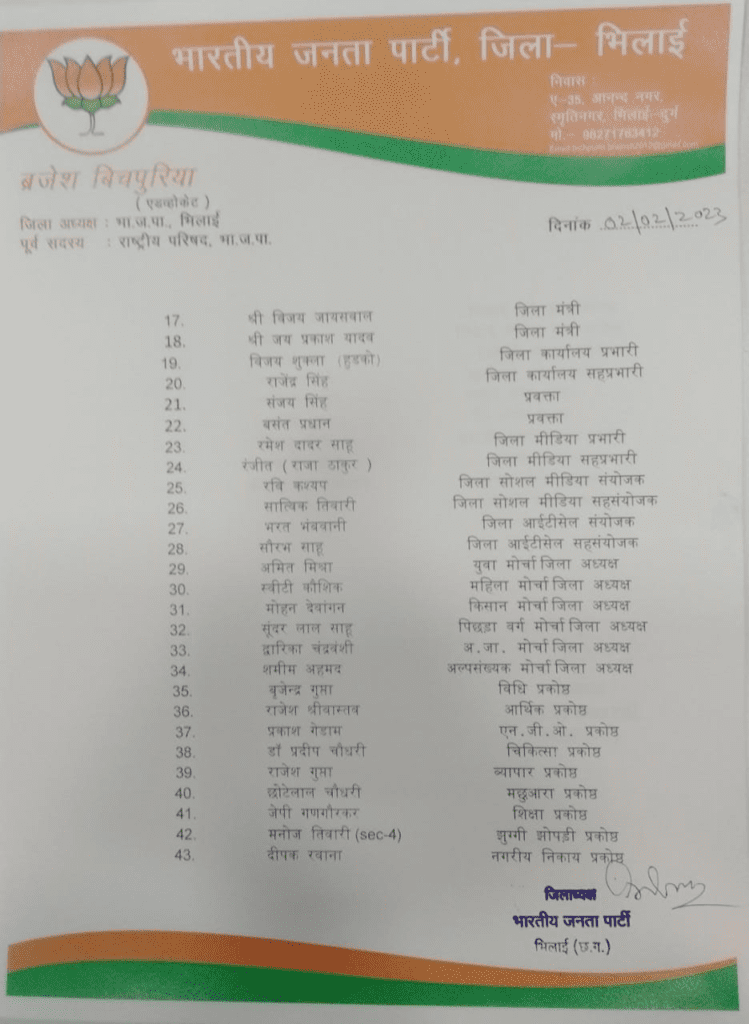 भारतीय जनता पार्टी, जिला– भिलाई
निवास
ए-35, आनन्द नगर,
स्मृतिनगर, भिलाई–दुर्ग
मो.– 98271763412
ब्रजेश बिचपुरिया
( एडव्होकेट )
जिला अध्यक्ष : भा.ज.पा., भिलाई
पूर्व सदस्य : राष्ट्रीय परिषद, भा.ज.पा.
दिनांक 02/02/2023
17. श्री विजय जायसवाल जिला मंत्री
18. श्री जय प्रकाश यादव जिला मंत्री
19. विजय शुक्ला (हुडको) जिला कार्यालय प्रभारी
20. राजेंद्र सिंह जिला कार्यालय सहप्रभारी
21. संजय सिंह प्रवक्ता
22. बसंत प्रधान प्रवक्ता
23. रमेश दादर साहू जिला मीडिया प्रभारी
24. रंजीत ( राजा ठाकुर ) जिला मीडिया सहप्रभारी
25. रवि कश्यप जिला सोशल मीडिया संयोजक
26. सात्विक तिवारी जिला सोशल मीडिया सहसंयोजक
27. भरत भंबवानी जिला आईटीसेल संयोजक
28. सौरभ साहू जिला आईटीसेल सहसंयोजक
29. अमित मिश्रा युवा मोर्चा जिला अध्यक्ष
30. स्वीटी कौशिक महिला मोर्चा जिला अध्यक्ष
31. मोहन देवांगन किसान मोर्चा जिला अध्यक्ष
32. सूंदर लाल साहू पिछड़ा वर्ग मोर्चा जिला अध्यक्ष
33. द्वारिका चंद्रवंशी अ.जा. मोर्चा जिला अध्यक्ष
34. शमीम अहमद अल्पसंख्यक मोर्चा जिला अध्यक्ष
35. बृजेन्द्र गुप्ता विधि प्रकोष्ठ
36. राजेश श्रीवास्तव आर्थिक प्रकोष्ठ
37. प्रकाश गेडाम एन.जी.ओ. प्रकोष्ठ
38. डॉ प्रदीप चौधरी चिकित्सा प्रकोष्ठ
39. राजेश गुप्ता व्यापार प्रकोष्ठ
40. छोटेलाल चौधरी मछुआरा प्रकोष्ठ
41. जेपी गणगौरकर शिक्षा प्रकोष्ठ
42. मनोज तिवारी (sec-4) झुग्गी झोपड़ी प्रकोष्ठ
43. दीपक रवाना नगरीय निकाय प्रकोष्ठ
जिलाध्यक्ष
भारतीय जनता पार्टी
भिलाई (छ.ग.)